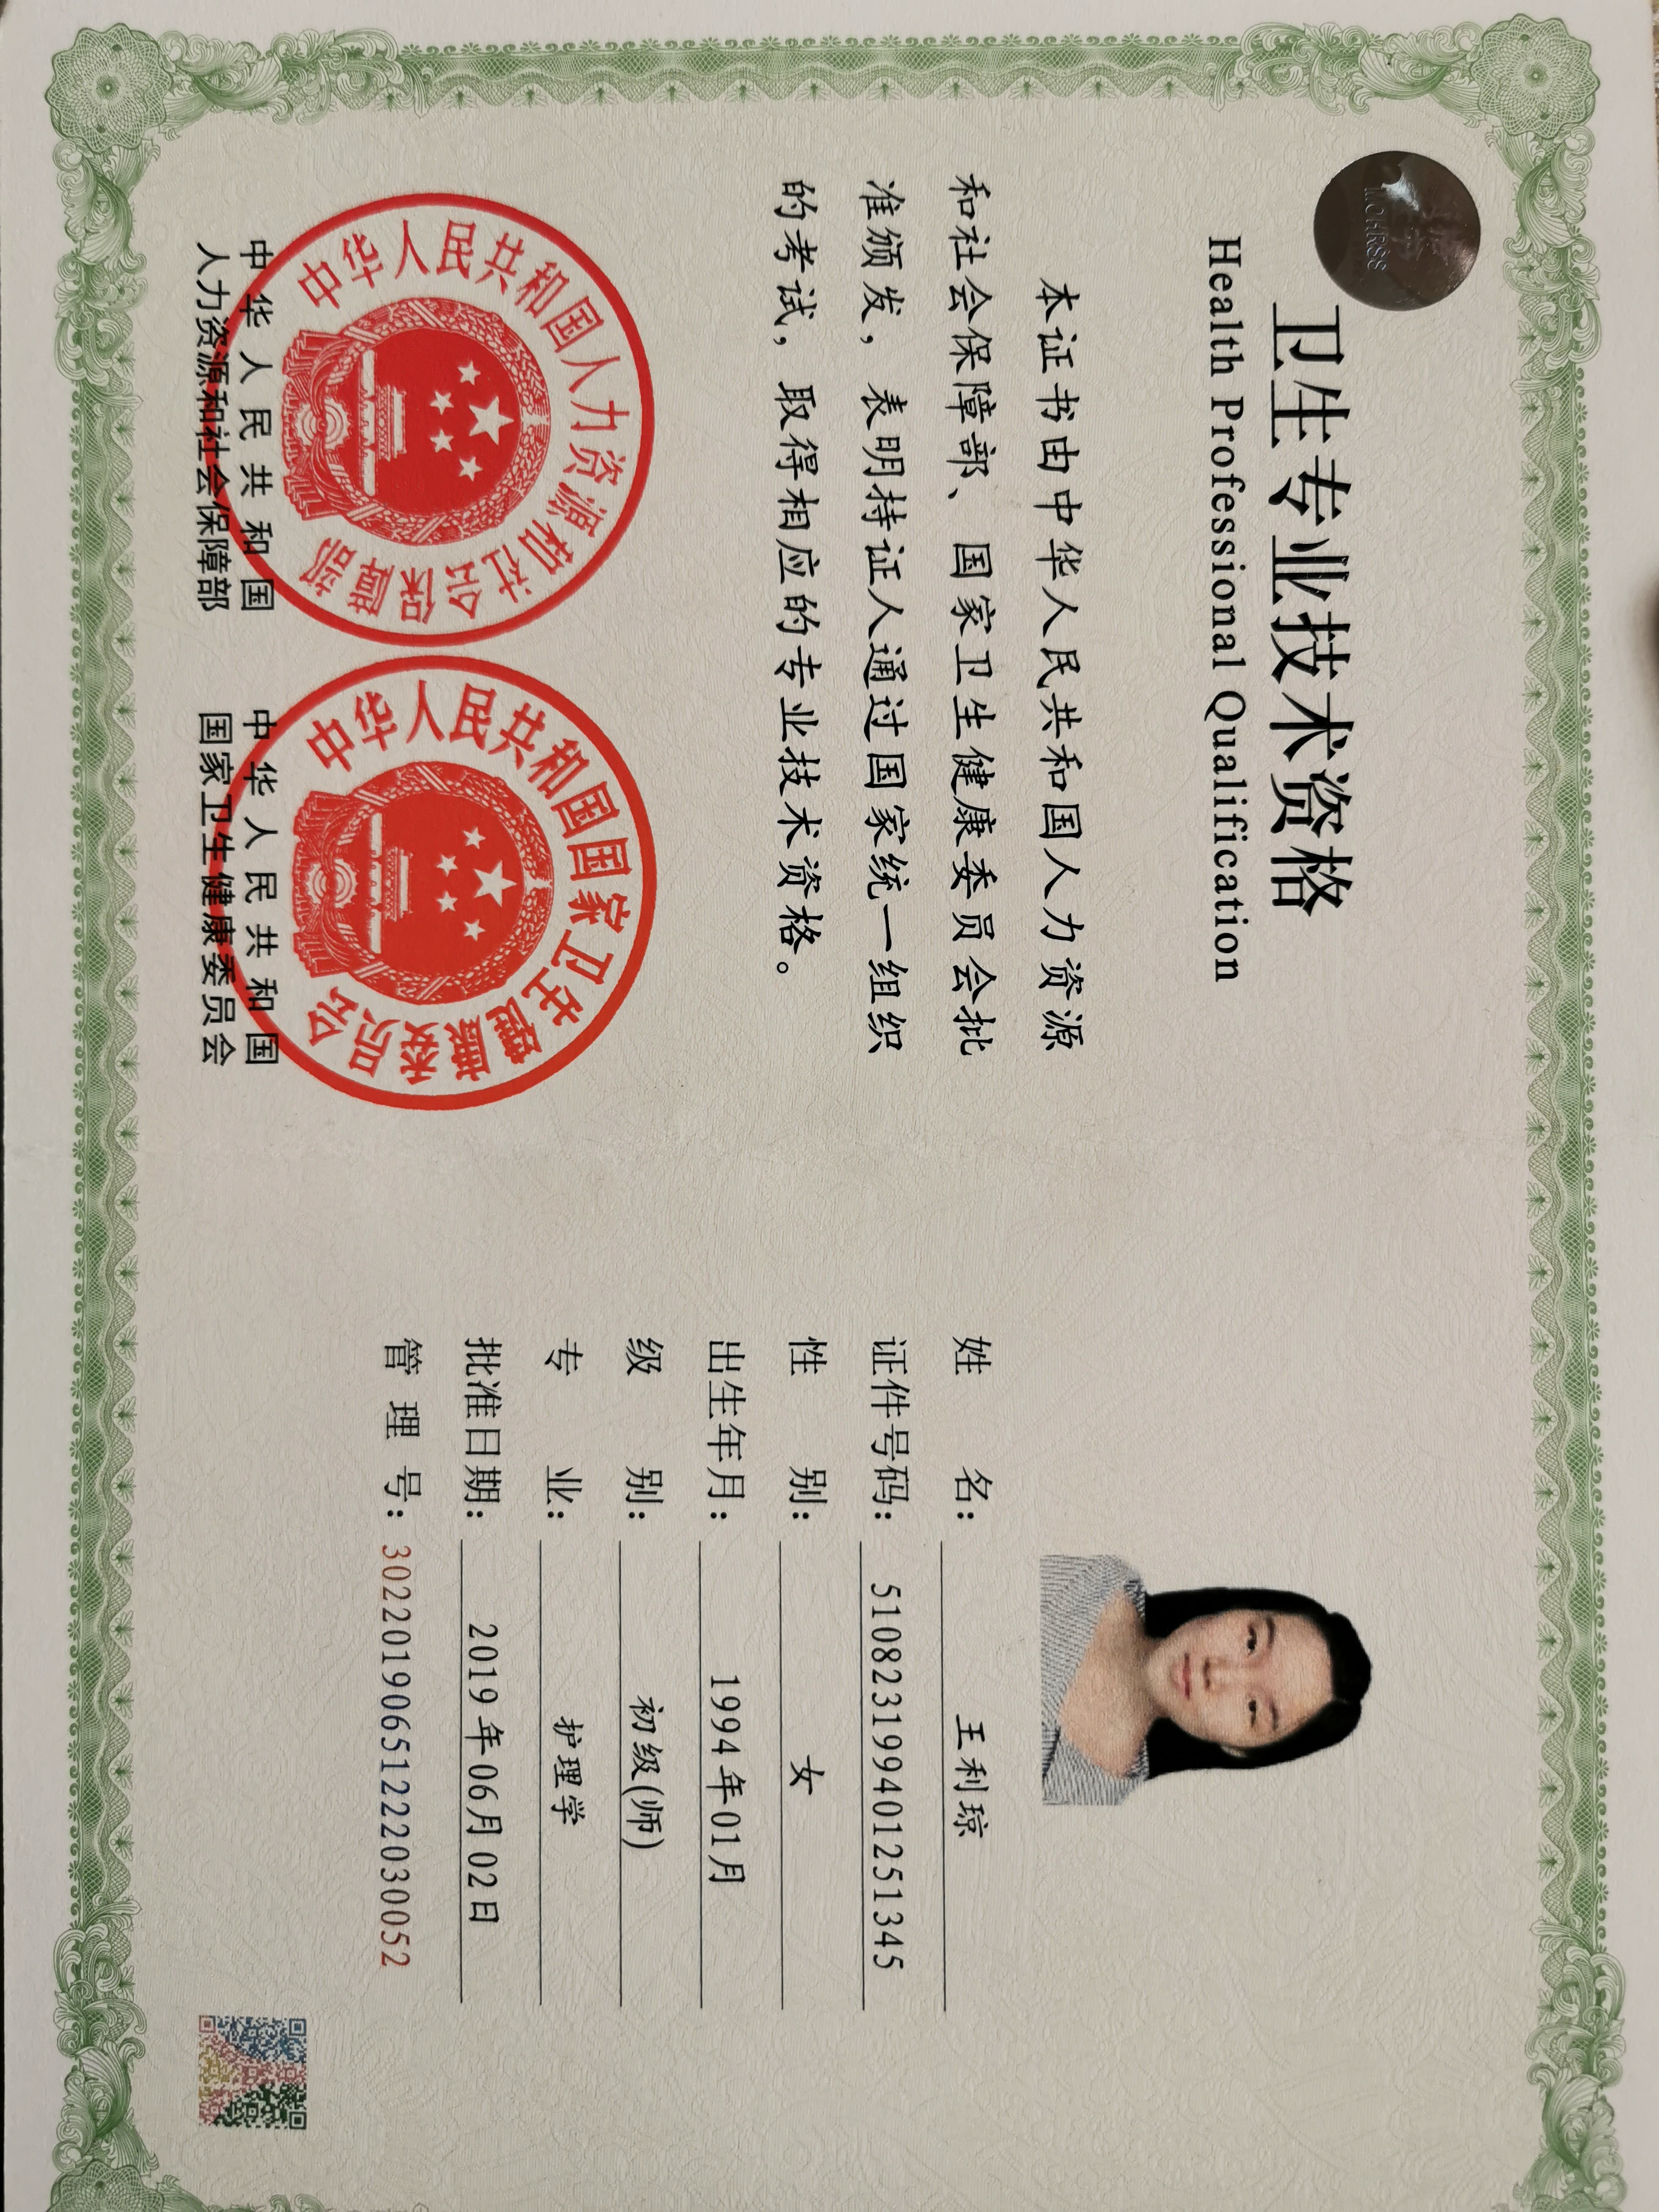 卫生专业技术资格
Health Professional Qualification
本证书由中华人民共和国人力资源
和社会保障部、国家卫生健康委员会批
准颁发，表明持证人通过国家统一组织
的考试，取得相应的专业技术资格。
中华人民共和国人力资源和社会保障部
中华人民共和国
人力资源和社会保障部
中华人民共和国国家卫生健康委员会
中华人民共和国
国家卫生健康委员会
姓 名： 王利琼
证件号码： 510823199401251345
性 别： 女
出生年月： 1994年01月
级 别： 初级(师)
专 业： 护理学
批准日期： 2019年06月02日
管 理 号： 30220190651222030052